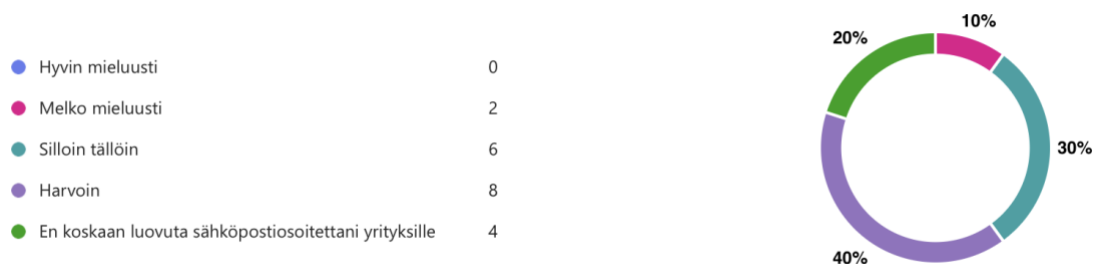 Hyvin mieluusti 0
Melko mieluusti 2
Silloin tällöin 6
Harvoin 8
En koskaan luovuta sähköpostiosoitettani yrityksille 4
10%
20%
30%
40%